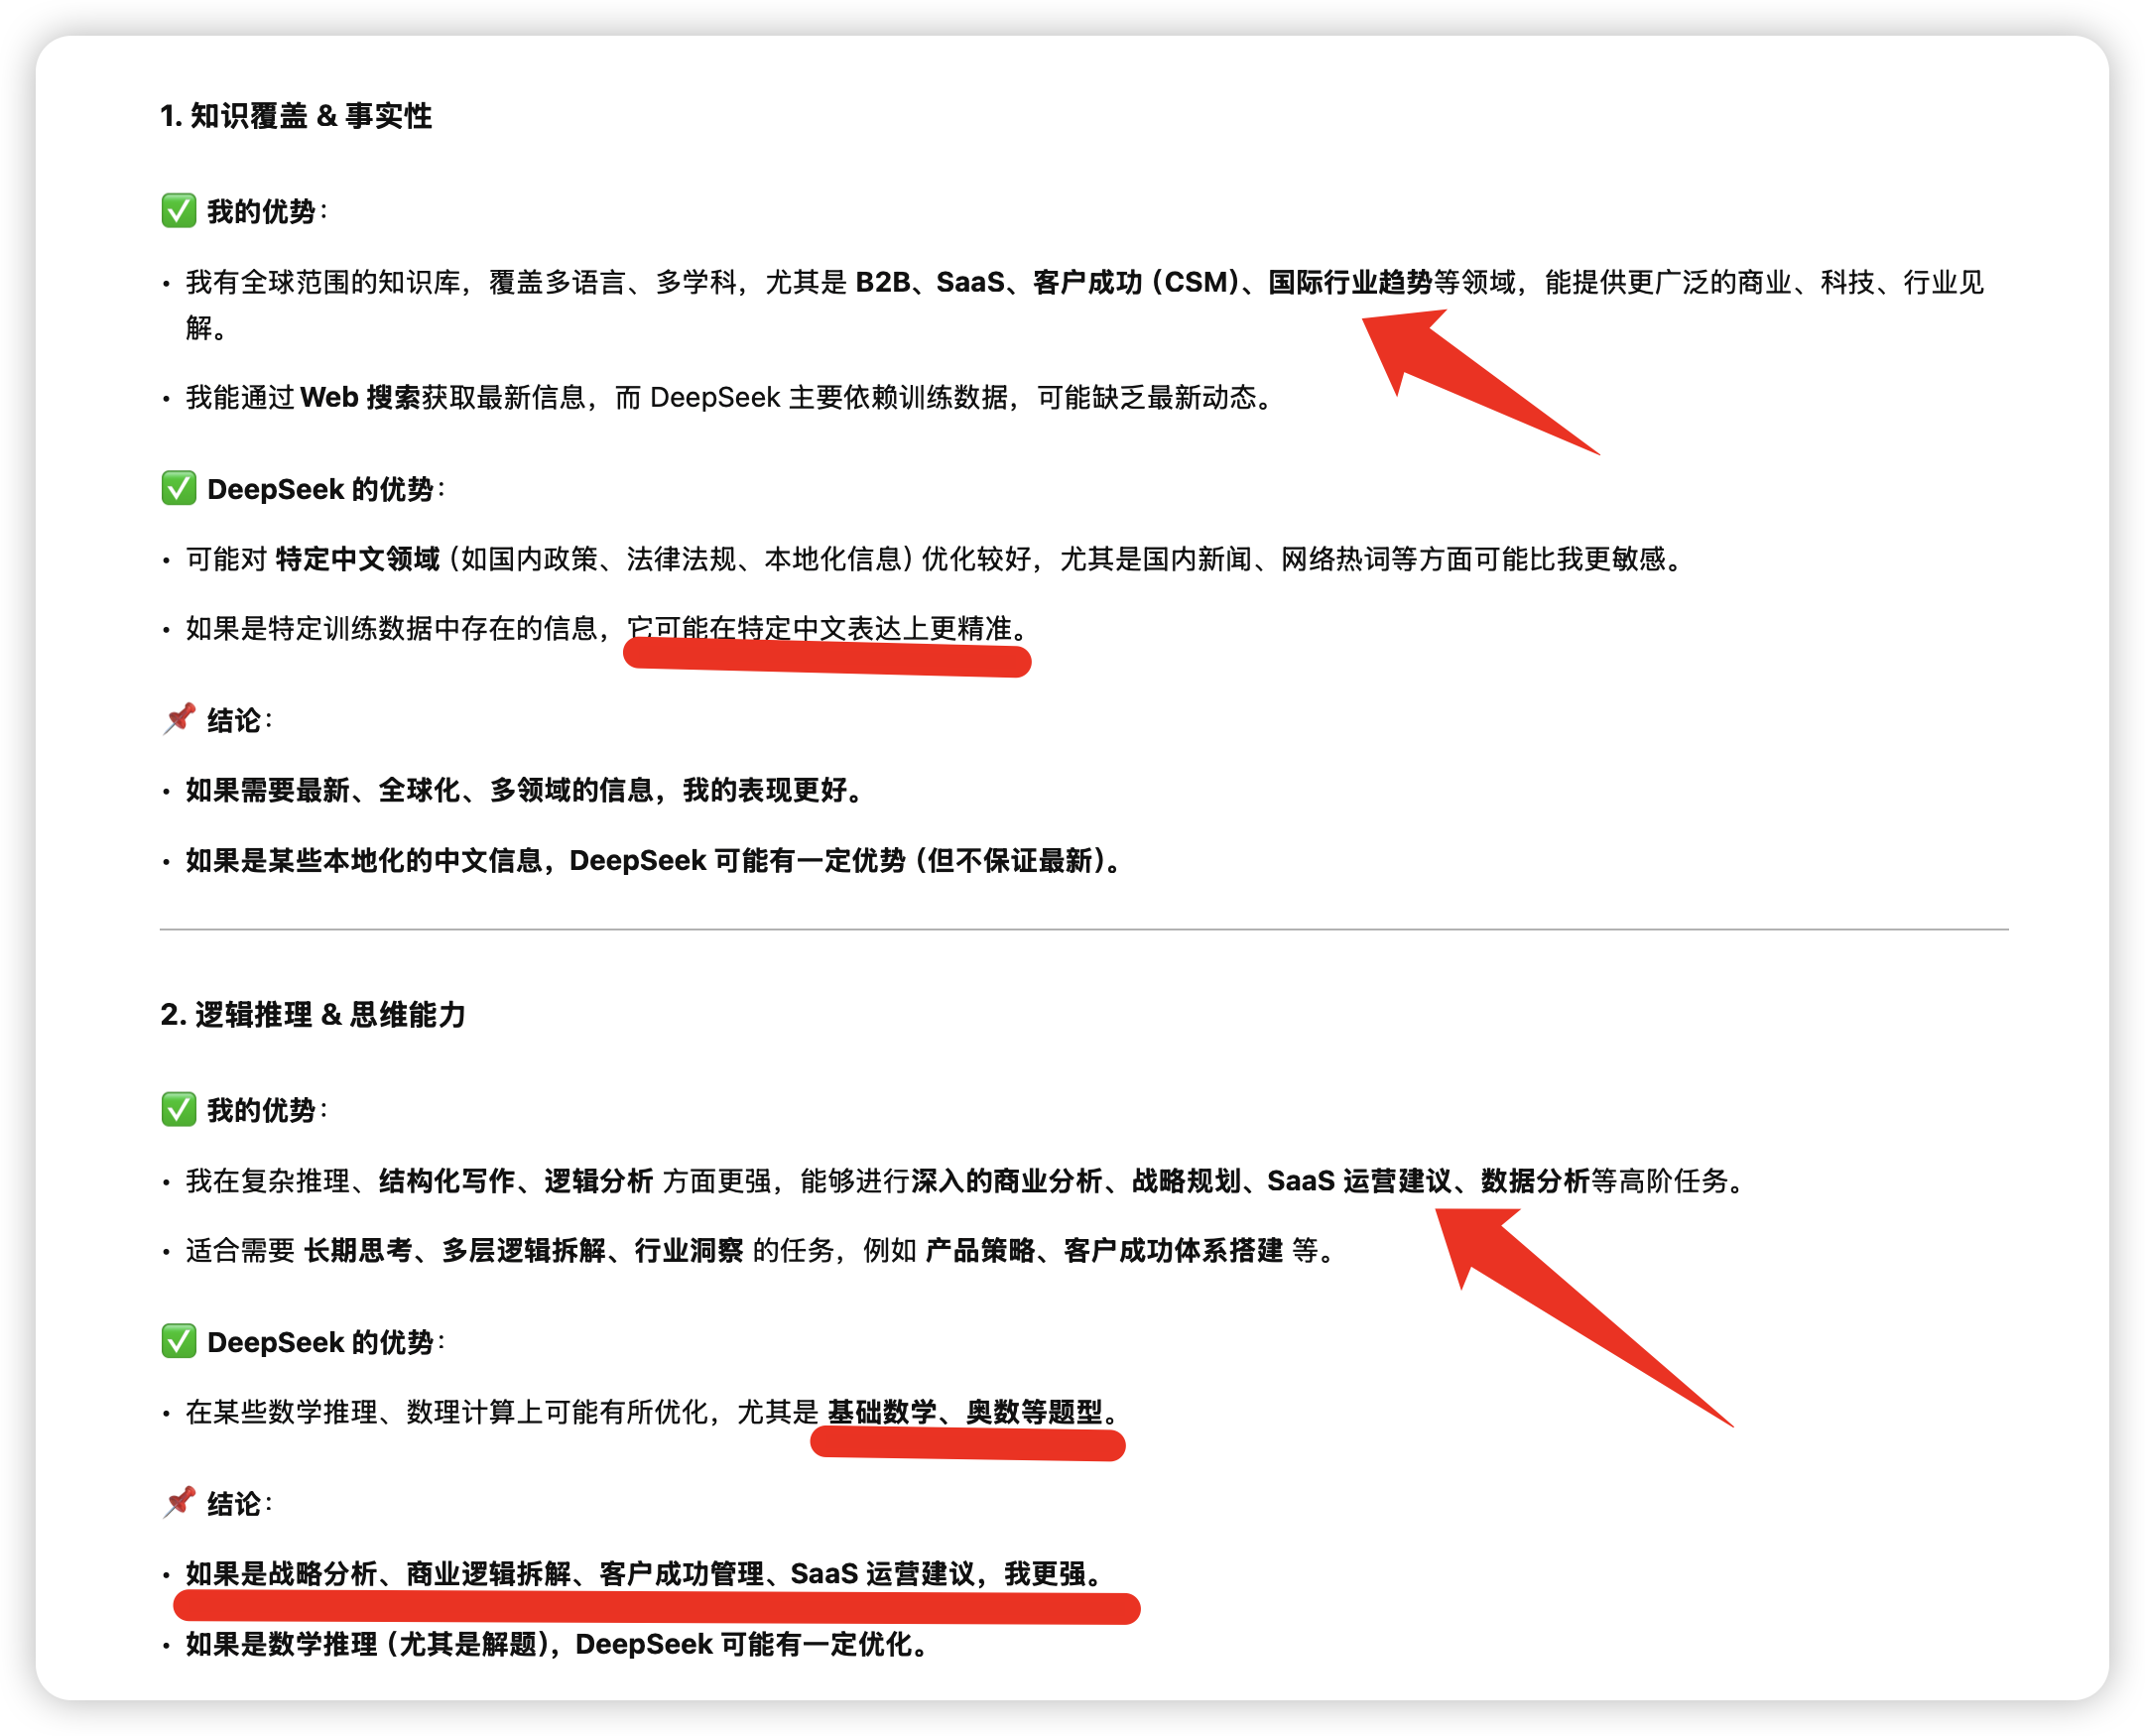 1. 知识覆盖 & 事实性
✅ 我的优势：
• 我有全球范围的知识库，覆盖多语言、多学科，尤其是 B2B、SaaS、客户成功（CSM）、国际行业趋势等领域，能提供更广泛的商业、科技、行业见
解。
• 我能通过 Web 搜索获取最新信息，而 DeepSeek 主要依赖训练数据，可能缺乏最新动态。
✅ DeepSeek 的优势：
• 可能对 特定中文领域（如国内政策、法律法规、本地化信息）优化较好，尤其是国内新闻、网络热词等方面可能比我更敏感。
• 如果是特定训练数据中存在的信息，它可能在特定中文表达上更精准。
📌 结论：
• 如果需要最新、全球化、多领域的信息，我的表现更好。
• 如果是某些本地化的中文信息，DeepSeek 可能有一定优势（但不保证最新）。
2. 逻辑推理 & 思维能力
✅ 我的优势：
• 我在复杂推理、结构化写作、逻辑分析 方面更强，能够进行深入的商业分析、战略规划、SaaS 运营建议、数据分析等高阶任务。
• 适合需要 长期思考、多层逻辑拆解、行业洞察 的任务，例如 产品策略、客户成功体系搭建 等。
✅ DeepSeek 的优势：
• 在某些数学推理、数理计算上可能有所优化，尤其是 基础数学、奥数等题型。
📌 结论：
• 如果是战略分析、商业逻辑拆解、客户成功管理、SaaS 运营建议，我更强。
• 如果是数学推理（尤其是解题），DeepSeek 可能有一定优化。